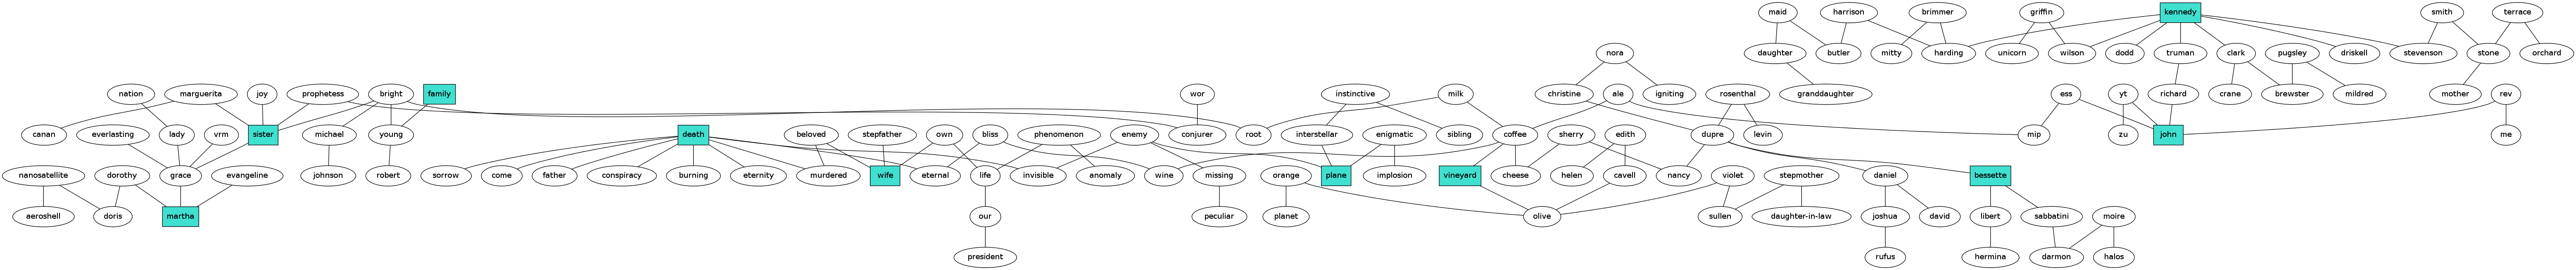 maid harrison brimmer griffin kennedy smith terrace
nora daughter butler mitty harding unicorn wilson dodd truman clark pugsley driskell stevenson stone orchard
nation marguerita joy prophetess bright family wor instinctive milk christine ale igniting rosenthal granddaughter ess yt richard crane brewster mildred mother rev
canan everlasting lady vrm sister michael young death beloved stepfather own bliss phenomenon enemy conjurer root interstellar enigmatic sibling coffee sherry edith dupre levin mip zu john me
nanosatellite dorothy grace evangeline johnson robert sorrow come father conspiracy burning eternity murdered wife eternal life invisible anomaly wine missing orange plane implosion vineyard cheese helen cavell nancy violet stepmother daniel bessette
aeroshell doris martha our peculiar planet olive sullen daughter-in-law joshua david libert sabbatini moire
president rufus hermina darmon halos